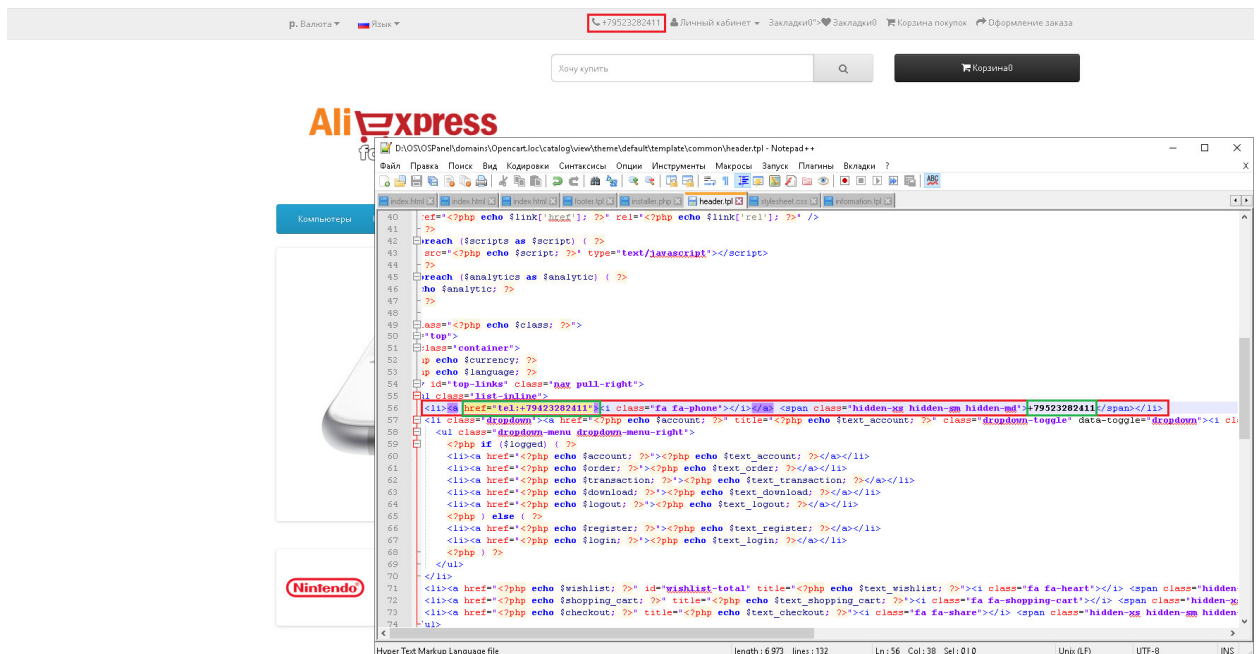 р. Валюта Язык +79523282411 Личный кабинет Закладки0">Закладки0 Корзина покупок Оформление заказа
Хочу купить Корзина0
AliExpress
D:\OS\OSPanel\domains\Opencart.loc\catalog\view\theme\default\template\common\header.tpl - Notepad++
Файл Правка Поиск Вид Кодировки Синтаксисы Опции Инструменты Макросы Запуск Плагины Вкладки ? X
index.html index.html index.html footer.tpl installer.php header.tpl stylesheet.css information.tpl
Компьютеры
40 ref="<?php echo $link['href']; ?>" rel="<?php echo $link['rel']; ?>" />
41 ?>
42 oreach ($scripts as $script) { ?>
43 src="<?php echo $script; ?>" type="text/javascript"></script>
44 ?>
45 oreach ($analytics as $analytic) { ?>
46 cho $analytic; ?>
47 ?>
48
49 lass="<?php echo $class; ?>">
50 ="top">
51 class="container">
52 hp echo $currency; ?>
53 hp echo $language; ?>
54 id="top-links" class="nav pull-right">
55 ul class="list-inline">
56 <li><a href="tel:+79423282411"><i class="fa fa-phone"></i></a> <span class="hidden-xs hidden-sm hidden-md">+79523282411</span></li>
57 <li class="dropdown"><a href="<?php echo $account; ?>" title="<?php echo $text_account; ?>" class="dropdown-toggle" data-toggle="dropdown"><i cl
58 <ul class="dropdown-menu dropdown-menu-right">
59 <?php if ($logged) { ?>
60 <li><a href="<?php echo $account; ?>"><?php echo $text_account; ?></a></li>
61 <li><a href="<?php echo $order; ?>"><?php echo $text_order; ?></a></li>
62 <li><a href="<?php echo $transaction; ?>"><?php echo $text_transaction; ?></a></li>
63 <li><a href="<?php echo $download; ?>"><?php echo $text_download; ?></a></li>
64 <li><a href="<?php echo $logout; ?>"><?php echo $text_logout; ?></a></li>
65 <?php } else { ?>
66 <li><a href="<?php echo $register; ?>"><?php echo $text_register; ?></a></li>
67 <li><a href="<?php echo $login; ?>"><?php echo $text_login; ?></a></li>
68 <?php } ?>
69 </ul>
70 </li>
71 <li><a href="<?php echo $wishlist; ?>" id="wishlist-total" title="<?php echo $text_wishlist; ?>"><i class="fa fa-heart"></i> <span class="hidden-
72 <li><a href="<?php echo $shopping_cart; ?>" title="<?php echo $text_shopping_cart; ?>"><i class="fa fa-shopping-cart"></i> <span class="hidden-x
73 <li><a href="<?php echo $checkout; ?>" title="<?php echo $text_checkout; ?>"><i class="fa fa-share"></i> <span class="hidden-xs hidden-sm hidden
74 ul>
Nintendo
Hyper Text Markup Language file length : 6 973 lines : 132 Ln : 56 Col : 38 Sel : 0 | 0 Unix (LF) UTF-8 INS